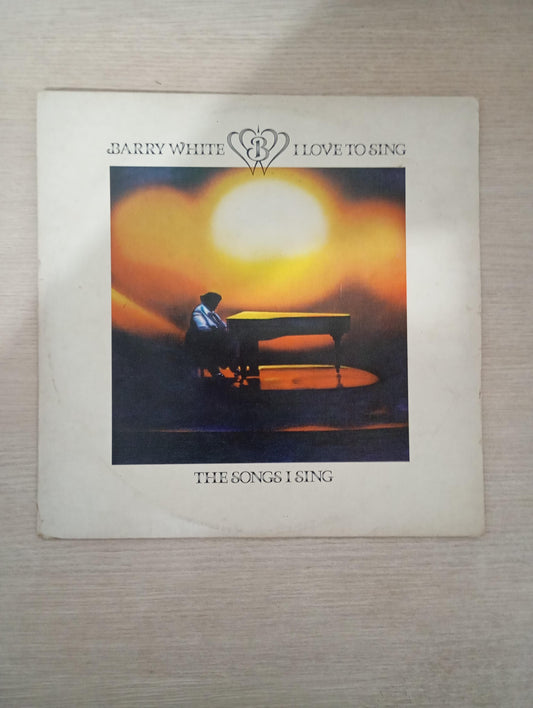 BARRY WHITE B I LOVE TO SING
THE SONGS I SING